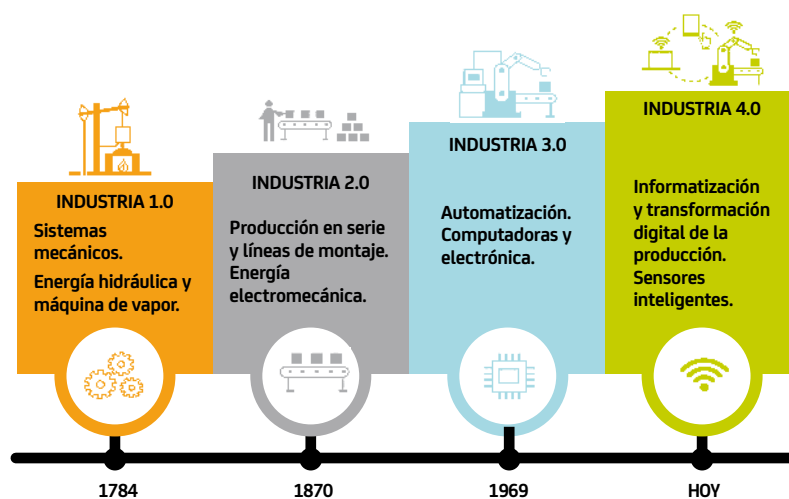 INDUSTRIA 1.0
Sistemas
mecánicos.
Energía hidráulica y
máquina de vapor.
INDUSTRIA 2.0
Producción en serie
y líneas de montaje.
Energía
electromecánica.
INDUSTRIA 3.0
Automatización.
Computadoras y
electrónica.
INDUSTRIA 4.0
Informatización
y transformación
digital de la
producción.
Sensores
inteligentes.
1784
1870
1969
HOY